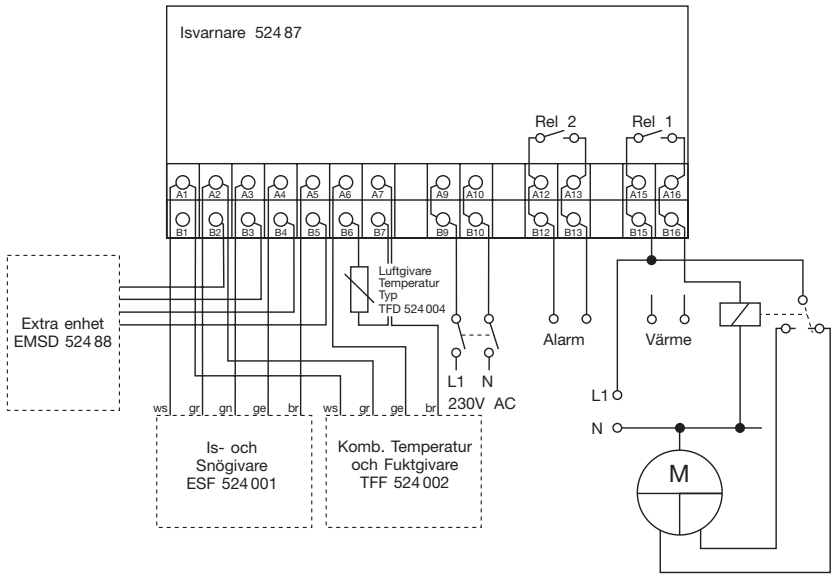 Isvarnare 524 87
Rel 2
Rel 1
A1 A2 A3 A4 A5 A6 A7 A9 A10 A12 A13 A15 A16
B1 B2 B3 B4 B5 B6 B7 B9 B10 B12 B13 B15 B16
Luftgivare
Temperatur
Typ
TFD 524 004
Extra enhet
EMSD 524 88
Alarm
Värme
L1 N
230V AC
L1
N
ws gr gn ge br ws gr ge br
Is- och
Snögivare
ESF 524 001
Komb. Temperatur
och Fuktgivare
TFF 524 002
M